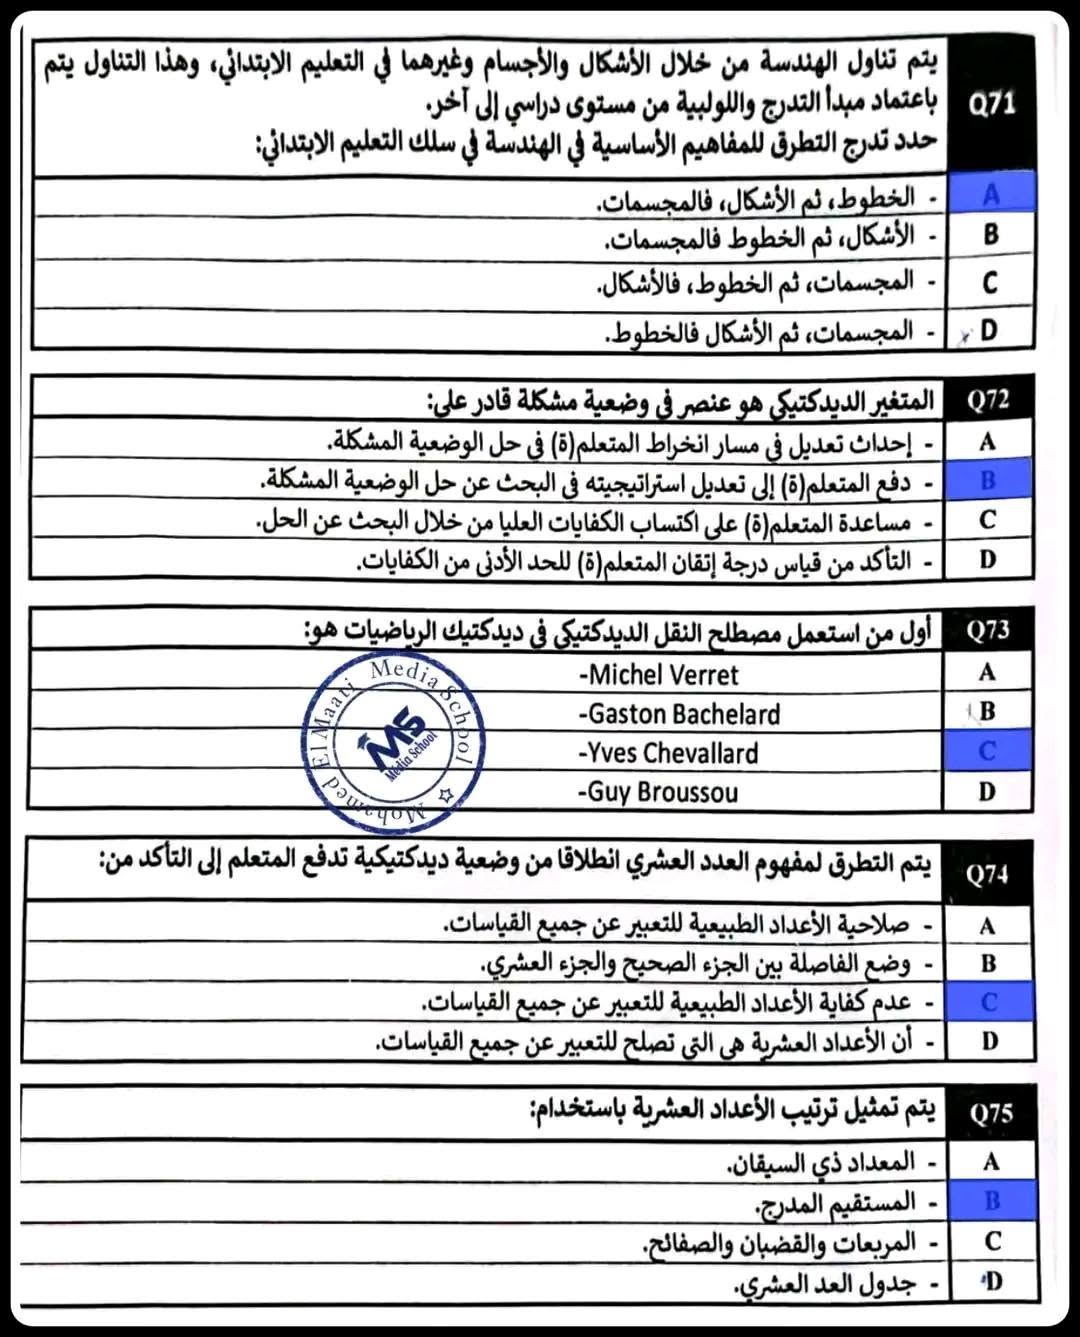 Q71
يتم تناول الهندسة من خلال الأشكال والأجسام وغيرهما في التعليم الابتدائي، وهذا التناول يتم
باعتماد مبدأ التدرج واللولبية من مستوى دراسي إلى آخر.
حدد تدرج التطرق للمفاهيم الأساسية في الهندسة في سلك التعليم الابتدائي:
A - الخطوط، ثم الأشكال، فالمجسمات.
B - الأشكال، ثم الخطوط فالمجسمات.
C - المجسمات، ثم الخطوط، فالأشكال.
D - المجسمات، ثم الأشكال فالخطوط.
Q72 المتغير الديدكتيكي هو عنصر في وضعية مشكلة قادر على:
A - إحداث تعديل في مسار انخراط المتعلم(ة) في حل الوضعية المشكلة.
B - دفع المتعلم(ة) إلى تعديل استراتيجيته في البحث عن حل الوضعية المشكلة.
C - مساعدة المتعلم(ة) على اكتساب الكفايات العليا من خلال البحث عن الحل.
D - التأكد من قياس درجة إتقان المتعلم(ة) للحد الأدنى من الكفايات.
Q73 أول من استعمل مصطلح النقل الديدكتيكي في ديدكتيك الرياضيات هو:
A -Michel Verret
B -Gaston Bachelard
C -Yves Chevallard
D -Guy Broussou
Mohamed El Maati Media School
MS
Media School
Q74 يتم التطرق لمفهوم العدد العشري انطلاقا من وضعية ديدكتيكية تدفع المتعلم إلى التأكد من:
A - صلاحية الأعداد الطبيعية للتعبير عن جميع القياسات.
B - وضع الفاصلة بين الجزء الصحيح والجزء العشري.
C - عدم كفاية الأعداد الطبيعية للتعبير عن جميع القياسات.
D - أن الأعداد العشرية هي التي تصلح للتعبير عن جميع القياسات.
Q75 يتم تمثيل ترتيب الأعداد العشرية باستخدام:
A - المعداد ذي السيقان.
B - المستقيم المدرج.
C - المربعات والقضبان والصفائح.
D - جدول العد العشري.